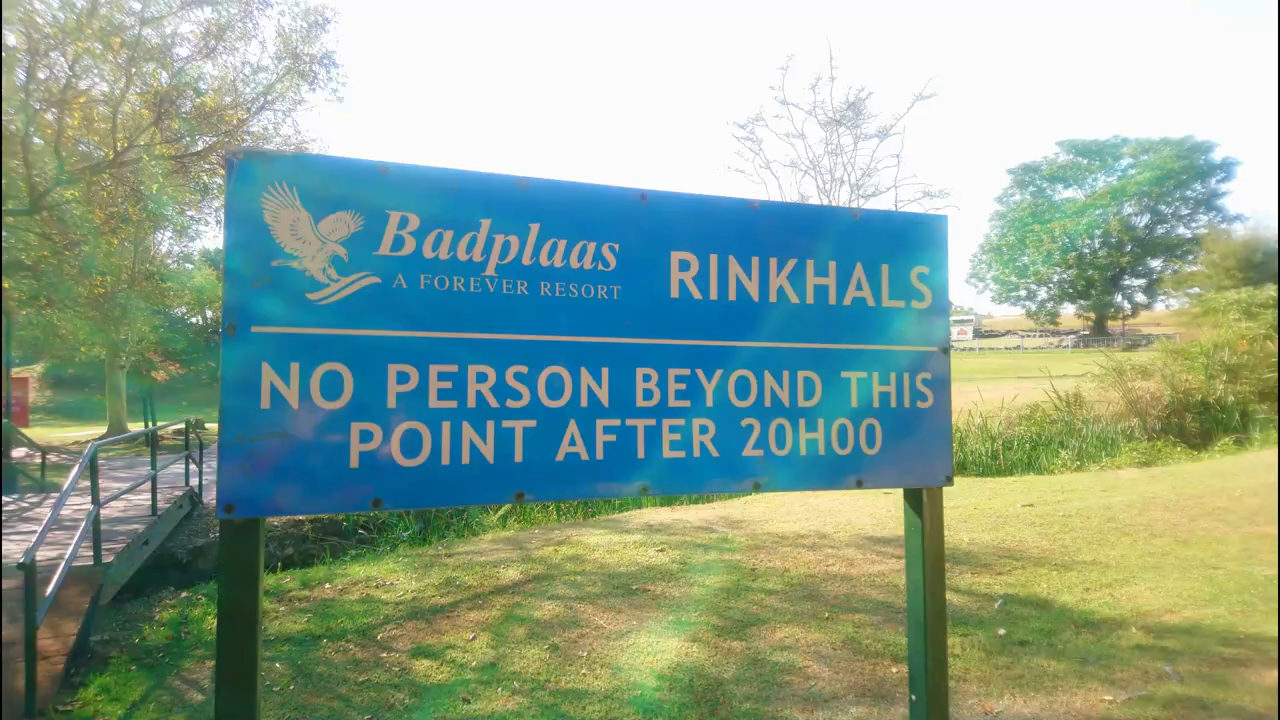 Badplaas
A FOREVER RESORT
RINKHALS
NO PERSON BEYOND THIS
POINT AFTER 20H00